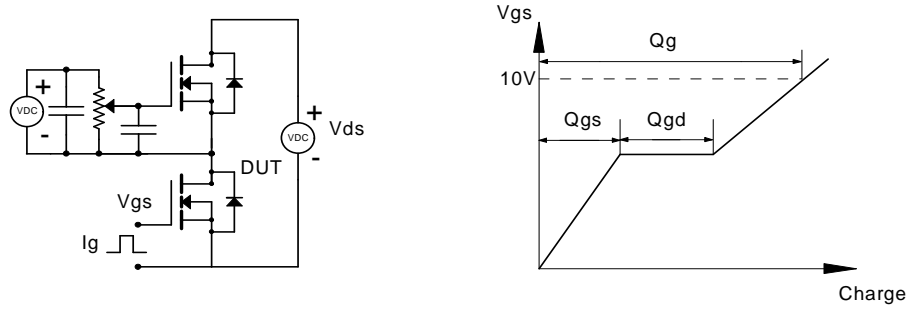 +
VDC
-
+
VDC
-
Vds
DUT
Vgs
Ig
Vgs
Qg
10V
Qgs
Qgd
Charge